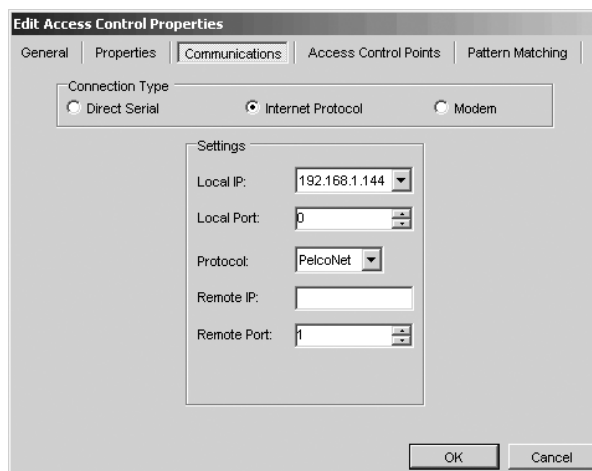 Edit Access Control Properties
General Properties Communications Access Control Points Pattern Matching
Connection Type
Direct Serial Internet Protocol Modem
Settings
Local IP: 192.168.1.144
Local Port: 0
Protocol: PelcoNet
Remote IP:
Remote Port: 1
OK Cancel